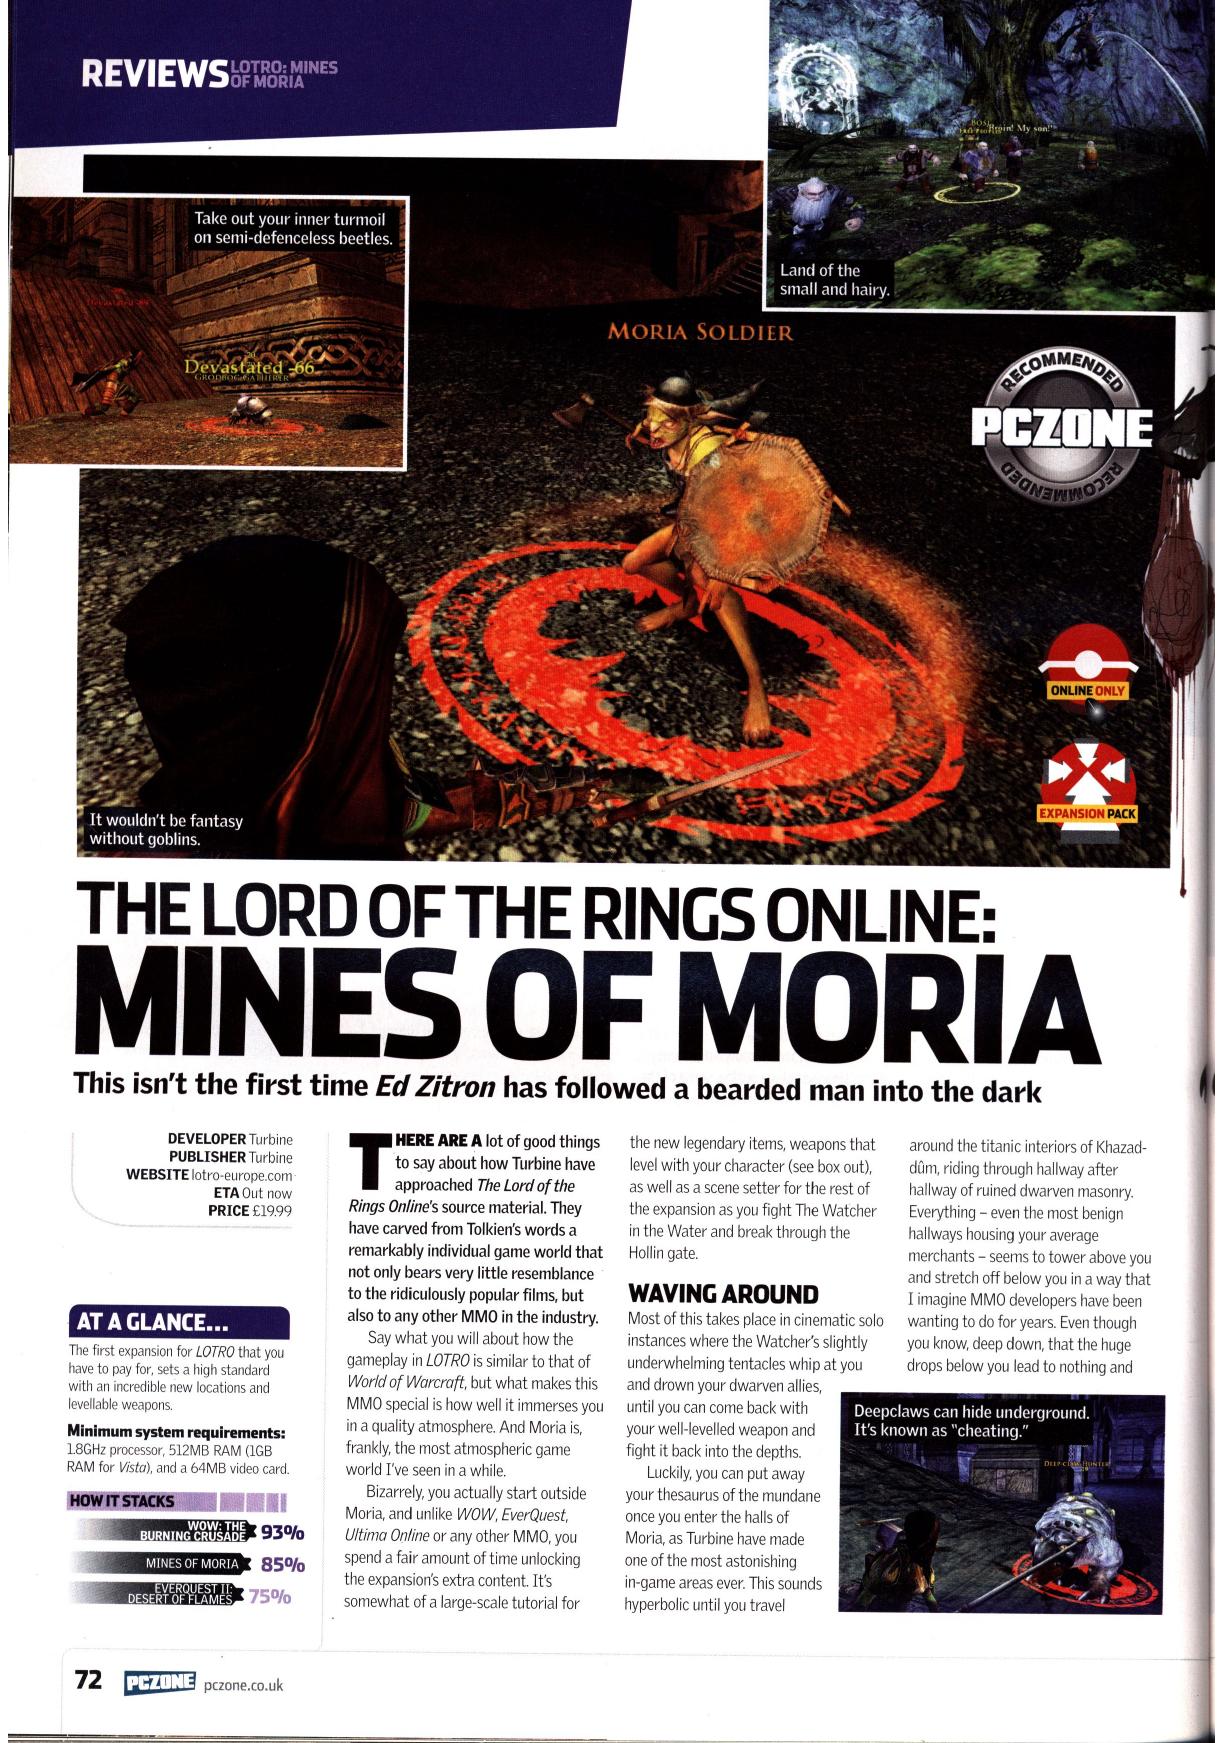 REVIEWS LOTRO: MINES
OF MORIA
Take out your inner turmoil
on semi-defenceless beetles.
Devastated -66
GRODBOG GATHERER
"Broin! My son!"
Land of the
small and hairy.
MORIA SOLDIER
RECOMMENDED
PCZONE
RECOMMENDED
ONLINE ONLY
EXPANSION PACK
It wouldn't be fantasy
without goblins.
THE LORD OF THE RINGS ONLINE:
MINES OF MORIA
This isn't the first time Ed Zitron has followed a bearded man into the dark
DEVELOPER Turbine
PUBLISHER Turbine
WEBSITE lotro-europe.com
ETA Out now
PRICE £19.99
AT A GLANCE...
The first expansion for LOTRO that you
have to pay for, sets a high standard
with an incredible new locations and
levellable weapons.
Minimum system requirements:
1.8GHz processor, 512MB RAM (1GB
RAM for Vista), and a 64MB video card.
HOW IT STACKS
WOW: THE
BURNING CRUSADE 93%
MINES OF MORIA 85%
EVERQUEST II:
DESERT OF FLAMES 75%
THERE ARE A lot of good things
to say about how Turbine have
approached The Lord of the
Rings Online's source material. They
have carved from Tolkien's words a
remarkably individual game world that
not only bears very little resemblance
to the ridiculously popular films, but
also to any other MMO in the industry.
Say what you will about how the
gameplay in LOTRO is similar to that of
World of Warcraft, but what makes this
MMO special is how well it immerses you
in a quality atmosphere. And Moria is,
frankly, the most atmospheric game
world I've seen in a while.
Bizarrely, you actually start outside
Moria, and unlike WOW, EverQuest,
Ultima Online or any other MMO, you
spend a fair amount of time unlocking
the expansion's extra content. It's
somewhat of a large-scale tutorial for
the new legendary items, weapons that
level with your character (see box out),
as well as a scene setter for the rest of
the expansion as you fight The Watcher
in the Water and break through the
Hollin gate.
WAVING AROUND
Most of this takes place in cinematic solo
instances where the Watcher's slightly
underwhelming tentacles whip at you
and drown your dwarven allies,
until you can come back with
your well-levelled weapon and
fight it back into the depths.
Luckily, you can put away
your thesaurus of the mundane
once you enter the halls of
Moria, as Turbine have made
one of the most astonishing
in-game areas ever. This sounds
hyperbolic until you travel
around the titanic interiors of Khazad-
dûm, riding through hallway after
hallway of ruined dwarven masonry.
Everything – even the most benign
hallways housing your average
merchants – seems to tower above you
and stretch off below you in a way that
I imagine MMO developers have been
wanting to do for years. Even though
you know, deep down, that the huge
drops below you lead to nothing and
Deepclaws can hide underground.
It's known as "cheating."
DEEP-CLAW HUNTER
72 PCZONE pczone.co.uk